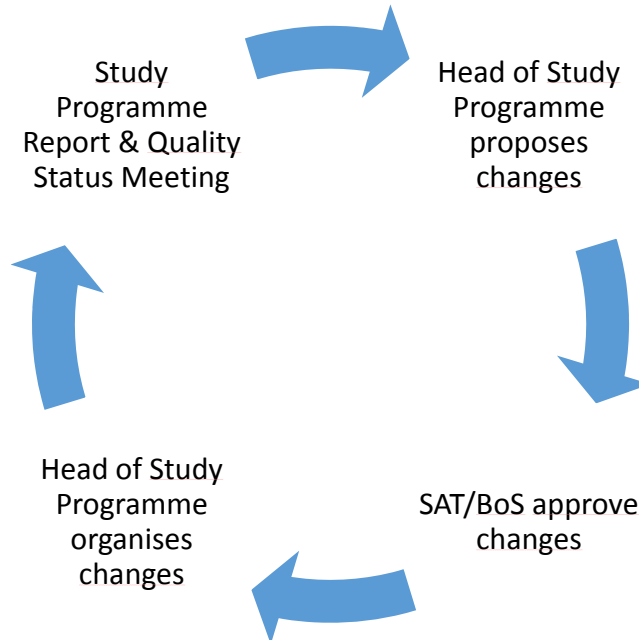 Study
Programme
Report & Quality
Status Meeting
Head of Study
Programme
proposes
changes
SAT/BoS approve
changes
Head of Study
Programme
organises
changes